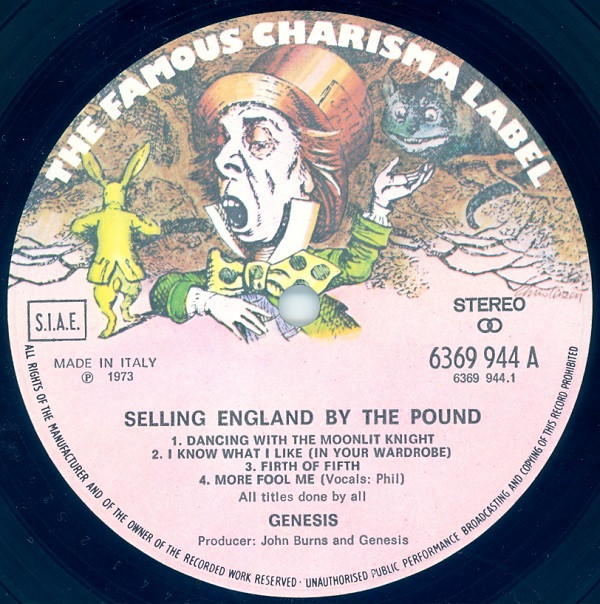 THE FAMOUS CHARISMA LABEL
S.I.A.E.
STEREO
MADE IN ITALY
℗ 1973
6369 944 A
6369 944.1
SELLING ENGLAND BY THE POUND
1. DANCING WITH THE MOONLIT KNIGHT
2. I KNOW WHAT I LIKE (IN YOUR WARDROBE)
3. FIRTH OF FIFTH
4. MORE FOOL ME (Vocals: Phil)
All titles done by all
GENESIS
Producer: John Burns and Genesis
ALL RIGHTS OF THE MANUFACTURER AND OF THE OWNER OF THE RECORDED WORK RESERVED · UNAUTHORISED PUBLIC PERFORMANCE BROADCASTING AND COPYING OF THIS RECORD PROHIBITED